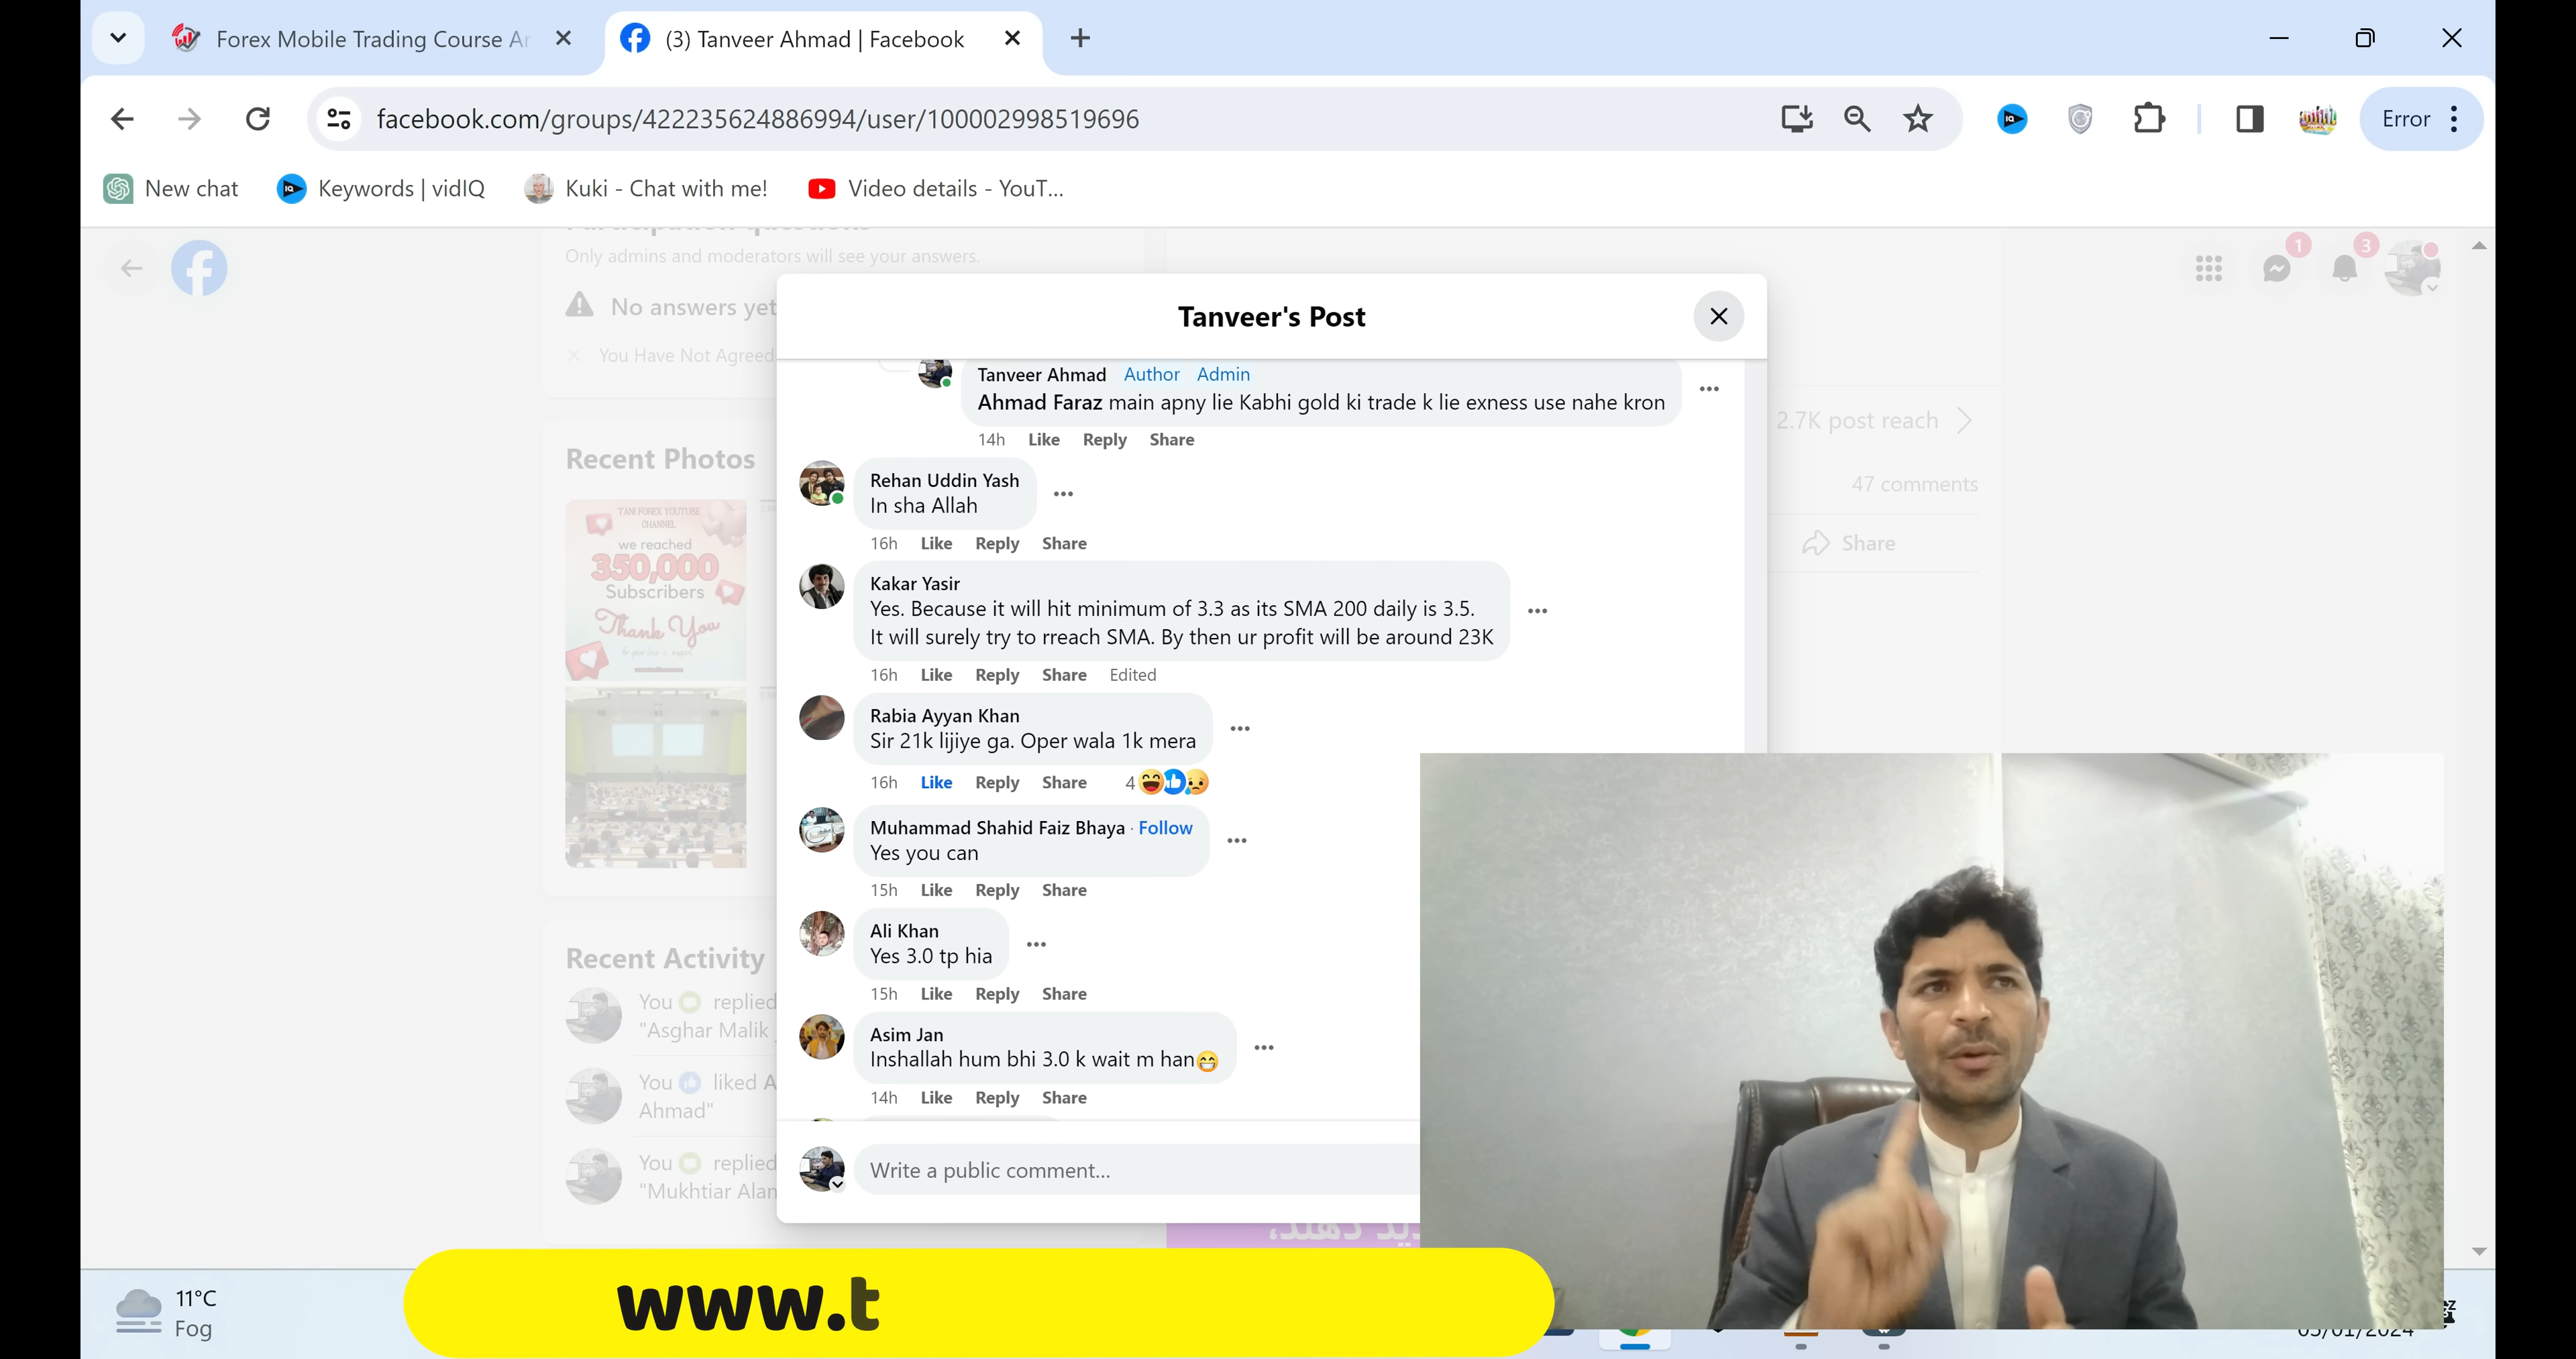 Forex Mobile Trading Course Ar
(3) Tanveer Ahmad | Facebook
facebook.com/groups/422235624886994/user/100002998519696
Error
New chat
Keywords | vidIQ
Kuki - Chat with me!
Video details - YouT...
Participation questions
Only admins and moderators will see your answers.
No answers yet
You Have Not Agreed
Recent Photos
TANI FOREX YOUTUBE
CHANNEL
we reached
350,000
Subscribers
Thank You
Recent Activity
You replied
"Asghar Malik
You liked A
Ahmad"
You replied
"Mukhtiar Alan
1
3
2.7K post reach
47 comments
Share
Tanveer's Post
Tanveer Ahmad Author Admin
Ahmad Faraz main apny lie Kabhi gold ki trade k lie exness use nahe kron
14h Like Reply Share
Rehan Uddin Yash
In sha Allah
16h Like Reply Share
Kakar Yasir
Yes. Because it will hit minimum of 3.3 as its SMA 200 daily is 3.5.
It will surely try to rreach SMA. By then ur profit will be around 23K
16h Like Reply Share Edited
Rabia Ayyan Khan
Sir 21k lijiye ga. Oper wala 1k mera
16h Like Reply Share 4
Muhammad Shahid Faiz Bhaya · Follow
Yes you can
15h Like Reply Share
Ali Khan
Yes 3.0 tp hia
15h Like Reply Share
Asim Jan
Inshallah hum bhi 3.0 k wait m han😁
14h Like Reply Share
Write a public comment...
www.t
11°C
Fog